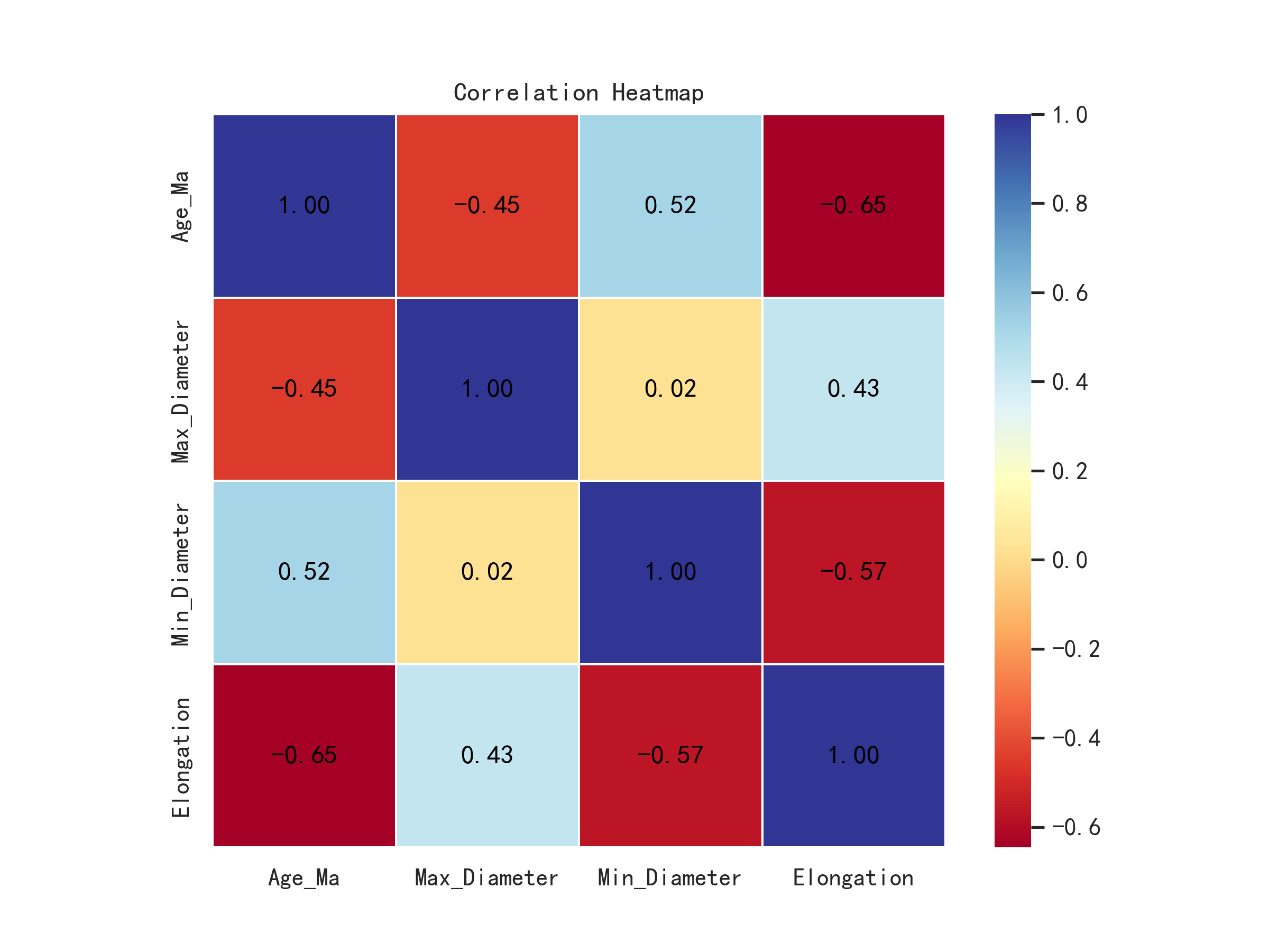 Correlation Heatmap
Age_Ma
1.00
-0.45
0.52
-0.65
Max_Diameter
-0.45
1.00
0.02
0.43
Min_Diameter
0.52
0.02
1.00
-0.57
Elongation
-0.65
0.43
-0.57
1.00
Age_Ma
Max_Diameter
Min_Diameter
Elongation
1.0
0.8
0.6
0.4
0.2
0.0
-0.2
-0.4
-0.6